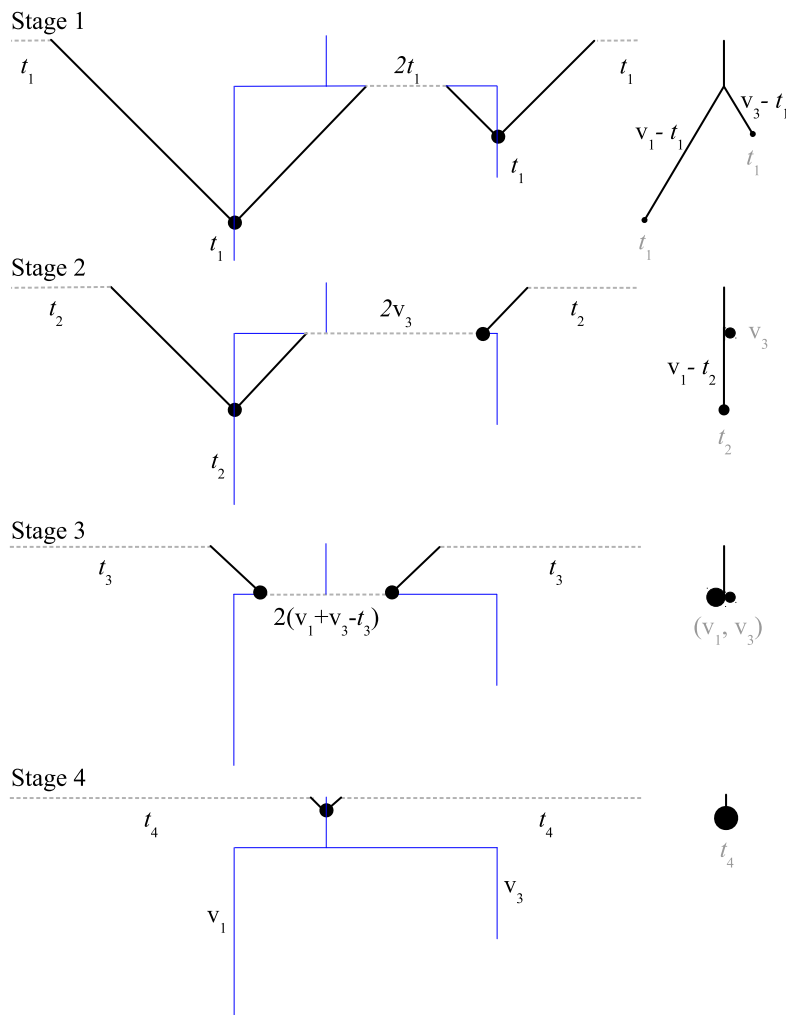 Stage 1
t₁ 2t₁ t₁
v₃- t₁
v₁- t₁
t₁
t₁
t₁
t₁
Stage 2
t₂ 2v₃ t₂
v₃
v₁- t₂
t₂
t₂
Stage 3
t₃ t₃
2(v₁+v₃-t₃)
(v₁, v₃)
Stage 4
t₄ t₄
t₄
v₃
v₁